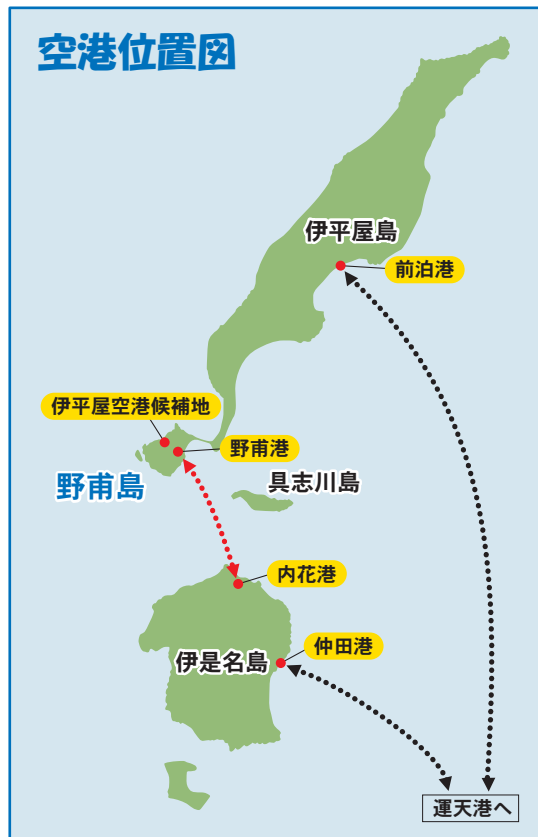 空港位置図
伊平屋島
前泊港
伊平屋空港候補地
野甫港
野甫島
具志川島
内花港
伊是名島
仲田港
運天港へ